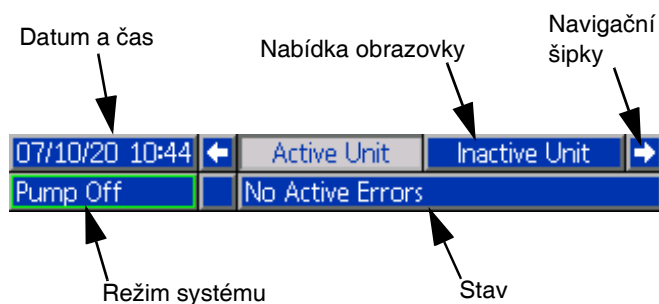 Datum a čas
Nabídka obrazovky
Navigační
šipky
07/10/20 10:44
Active Unit
Inactive Unit
Pump Off
No Active Errors
Režim systému
Stav